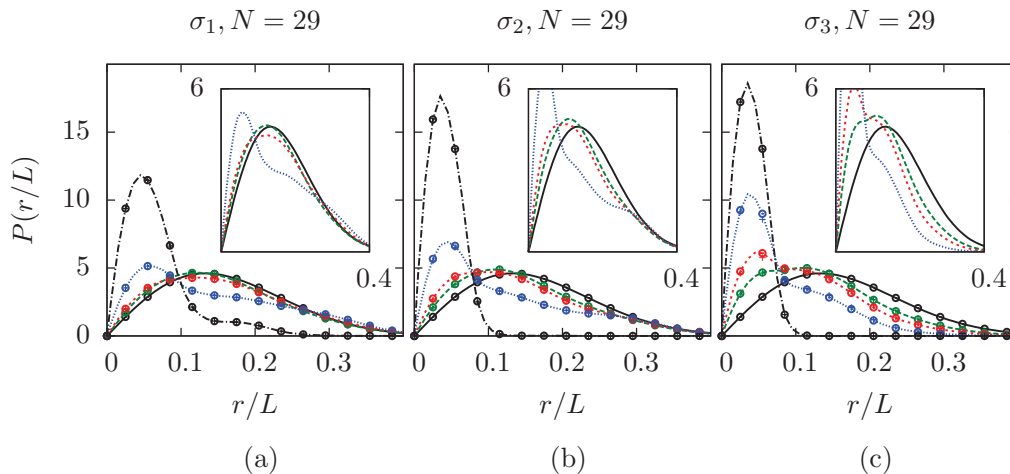 σ₁, N = 29 σ₂, N = 29 σ₃, N = 29
6 6 6
15
10
5
0
P(r/L)
0.4 0.4 0.4
0 0.1 0.2 0.3 0 0.1 0.2 0.3 0 0.1 0.2 0.3
r/L r/L r/L
(a) (b) (c)